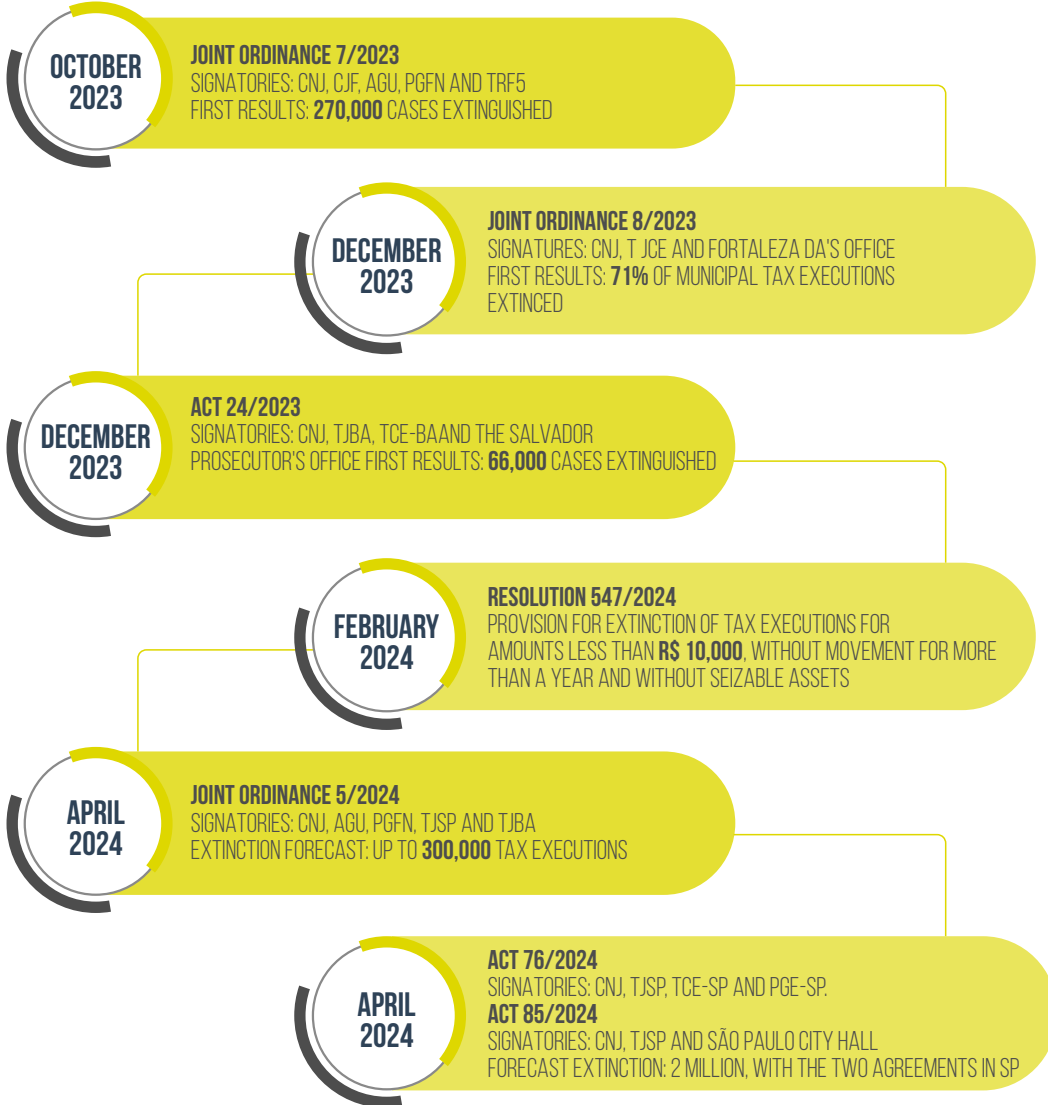 OCTOBER
2023
JOINT ORDINANCE 7/2023
SIGNATORIES: CNJ, CJF, AGU, PGFN AND TRF5
FIRST RESULTS: 270,000 CASES EXTINGUISHED
DECEMBER
2023
JOINT ORDINANCE 8/2023
SIGNATURES: CNJ, T JCE AND FORTALEZA DA'S OFFICE
FIRST RESULTS: 71% OF MUNICIPAL TAX EXECUTIONS
EXTINCED
DECEMBER
2023
ACT 24/2023
SIGNATORIES: CNJ, TJBA, TCE-BAAND THE SALVADOR
PROSECUTOR'S OFFICE FIRST RESULTS: 66,000 CASES EXTINGUISHED
FEBRUARY
2024
RESOLUTION 547/2024
PROVISION FOR EXTINCTION OF TAX EXECUTIONS FOR
AMOUNTS LESS THAN R$ 10,000, WITHOUT MOVEMENT FOR MORE
THAN A YEAR AND WITHOUT SEIZABLE ASSETS
APRIL
2024
JOINT ORDINANCE 5/2024
SIGNATORIES: CNJ, AGU, PGFN, TJSP AND TJBA
EXTINCTION FORECAST: UP TO 300,000 TAX EXECUTIONS
APRIL
2024
ACT 76/2024
SIGNATORIES: CNJ, TJSP, TCE-SP AND PGE-SP.
ACT 85/2024
SIGNATORIES: CNJ, TJSP AND SÃO PAULO CITY HALL
FORECAST EXTINCTION: 2 MILLION, WITH THE TWO AGREEMENTS IN SP